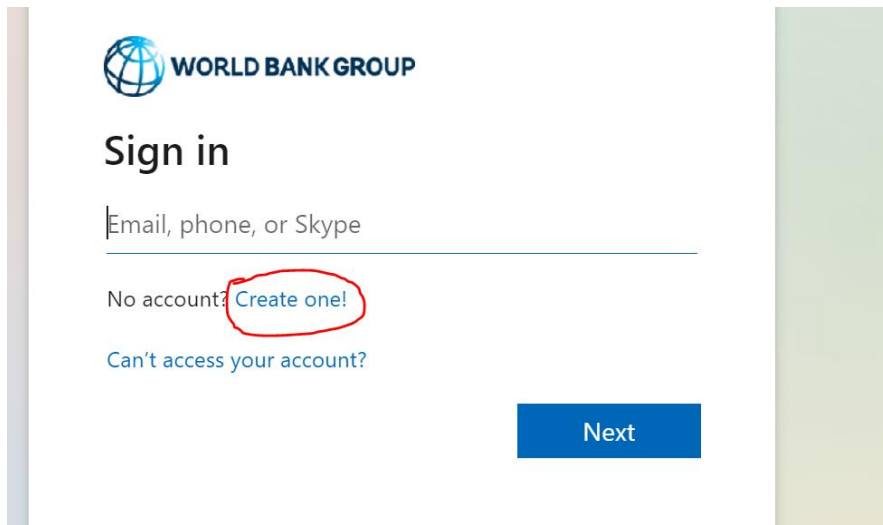 WORLD BANK GROUP
Sign in
Email, phone, or Skype
No account? Create one!
Can't access your account?
Next